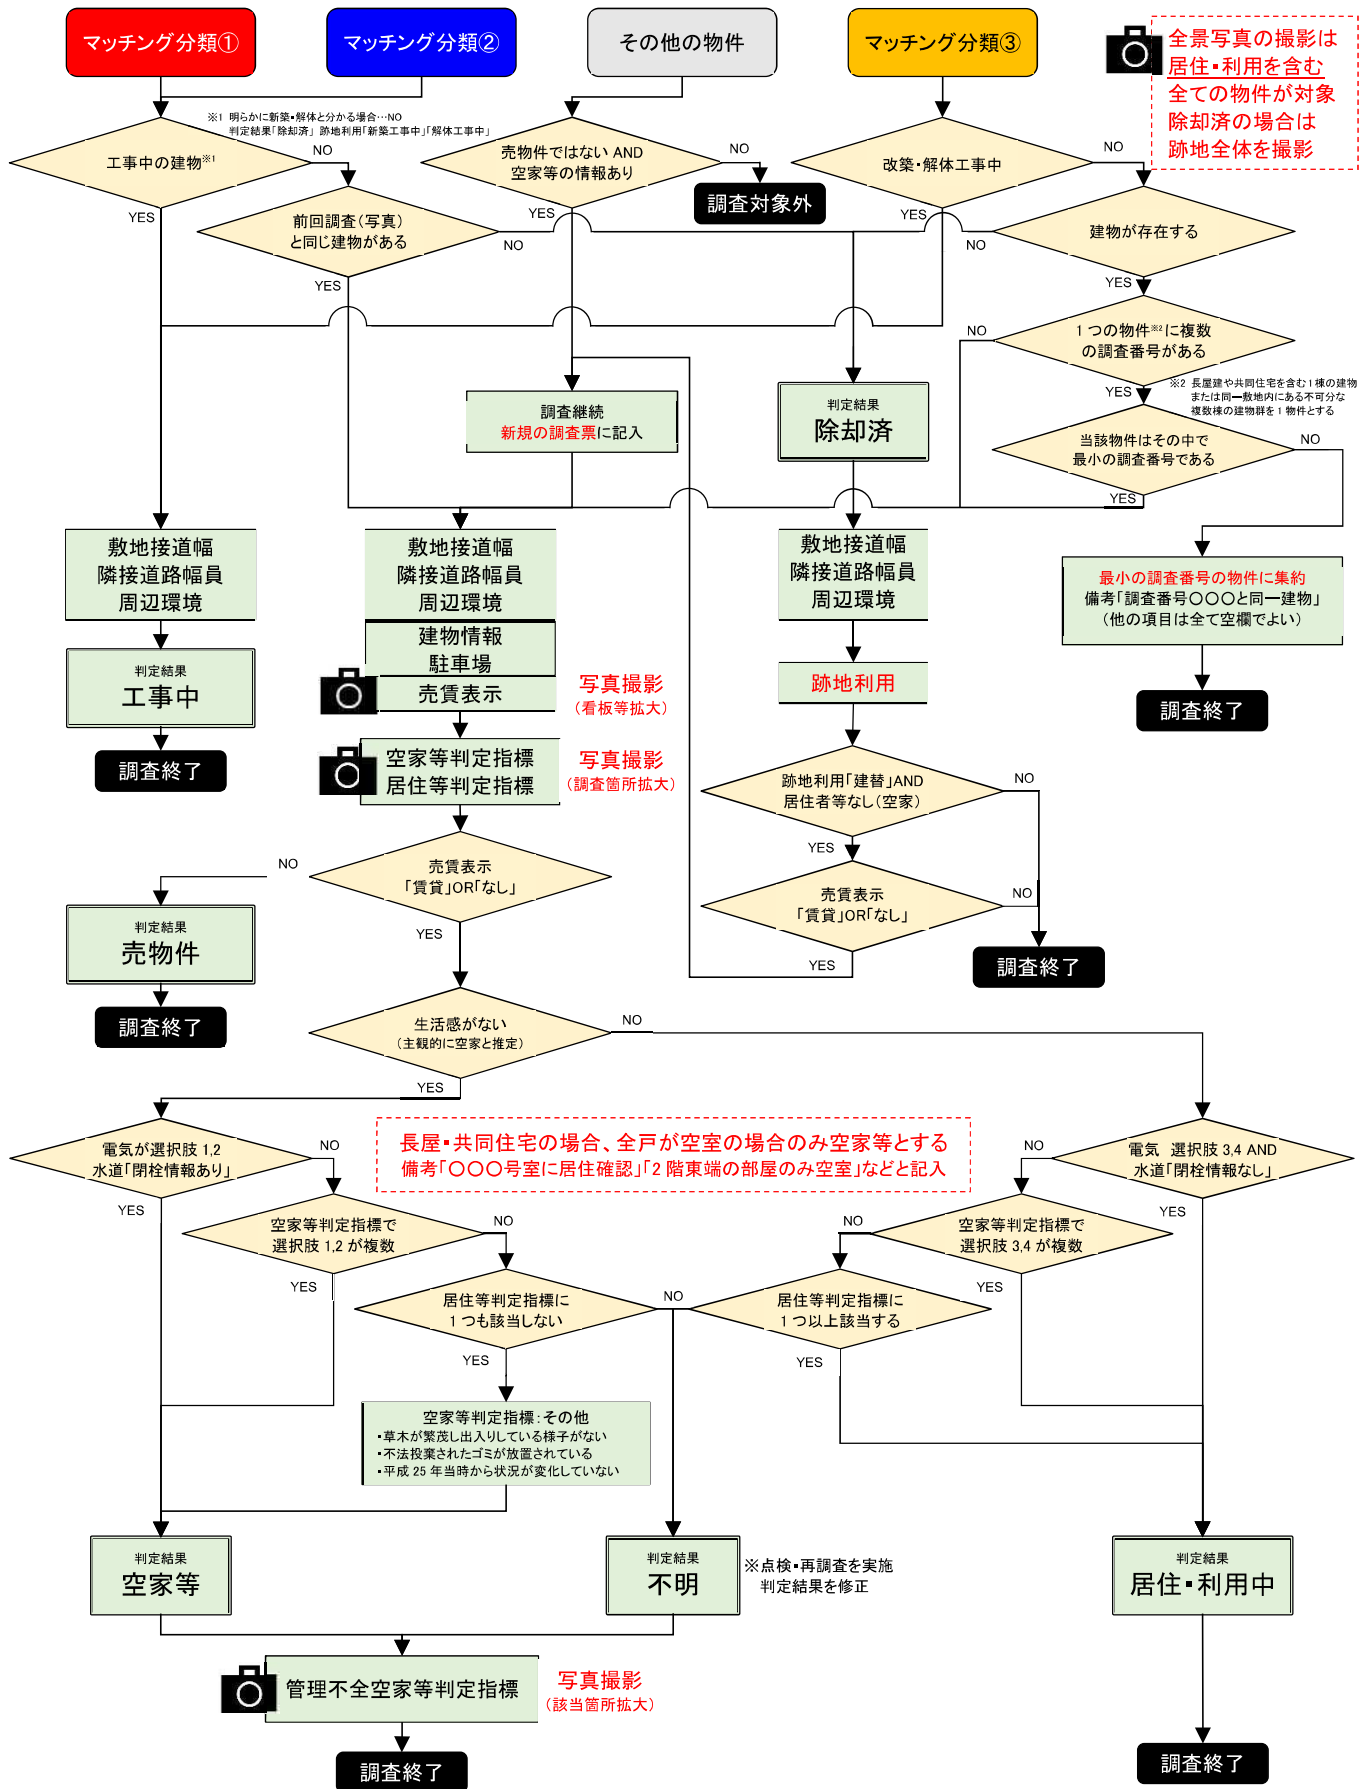 マッチング分類①
マッチング分類②
その他の物件
マッチング分類③
全景写真の撮影は
居住・利用を含む
全ての物件が対象
除却済の場合は
跡地全体を撮影
※1 明らかに新築・解体と分かる場合…NO
判定結果「除却済」 跡地利用「新築工事中」「解体工事中」
工事中の建物※1
NO
YES
売物件ではない AND
空家等の情報あり
NO
YES
調査対象外
改築・解体工事中
NO
YES
前回調査(写真)
と同じ建物がある
NO
YES
建物が存在する
NO
YES
1つの物件※2に複数
の調査番号がある
NO
YES
※2 長屋建や共同住宅を含む1棟の建物
または同一敷地内にある不可分な
複数棟の建物群を1物件とする
調査継続
新規の調査票に記入
判定結果
除却済
当該物件はその中で
最小の調査番号である
NO
YES
敷地接道幅
隣接道路幅員
周辺環境
敷地接道幅
隣接道路幅員
周辺環境
建物情報
駐車場
売賃表示
写真撮影
(看板等拡大)
敷地接道幅
隣接道路幅員
周辺環境
跡地利用
最小の調査番号の物件に集約
備考「調査番号〇〇〇と同一建物」
(他の項目は全て空欄でよい)
調査終了
判定結果
工事中
調査終了
空家等判定指標
居住等判定指標
写真撮影
(調査箇所拡大)
跡地利用「建替」AND
居住者等なし(空家)
NO
YES
売賃表示
「賃貸」OR「なし」
NO
YES
売賃表示
「賃貸」OR「なし」
NO
YES
調査終了
判定結果
売物件
調査終了
生活感がない
(主観的に空家と推定)
NO
YES
電気が選択肢 1,2
水道「閉栓情報あり」
NO
YES
長屋・共同住宅の場合、全戸が空室の場合のみ空家等とする
備考「〇〇〇号室に居住確認」「2 階東端の部屋のみ空室」などと記入
電気 選択肢 3,4 AND
水道「閉栓情報なし」
NO
YES
空家等判定指標で
選択肢 1,2 が複数
NO
YES
空家等判定指標で
選択肢 3,4 が複数
NO
YES
居住等判定指標に
1つも該当しない
NO
YES
居住等判定指標に
1つ以上該当する
YES
空家等判定指標:その他
・草木が繁茂し出入りしている様子がない
・不法投棄されたゴミが放置されている
・平成 25 年当時から状況が変化していない
判定結果
空家等
判定結果
不明
※点検・再調査を実施
判定結果を修正
判定結果
居住・利用中
管理不全空家等判定指標
写真撮影
(該当箇所拡大)
調査終了
調査終了